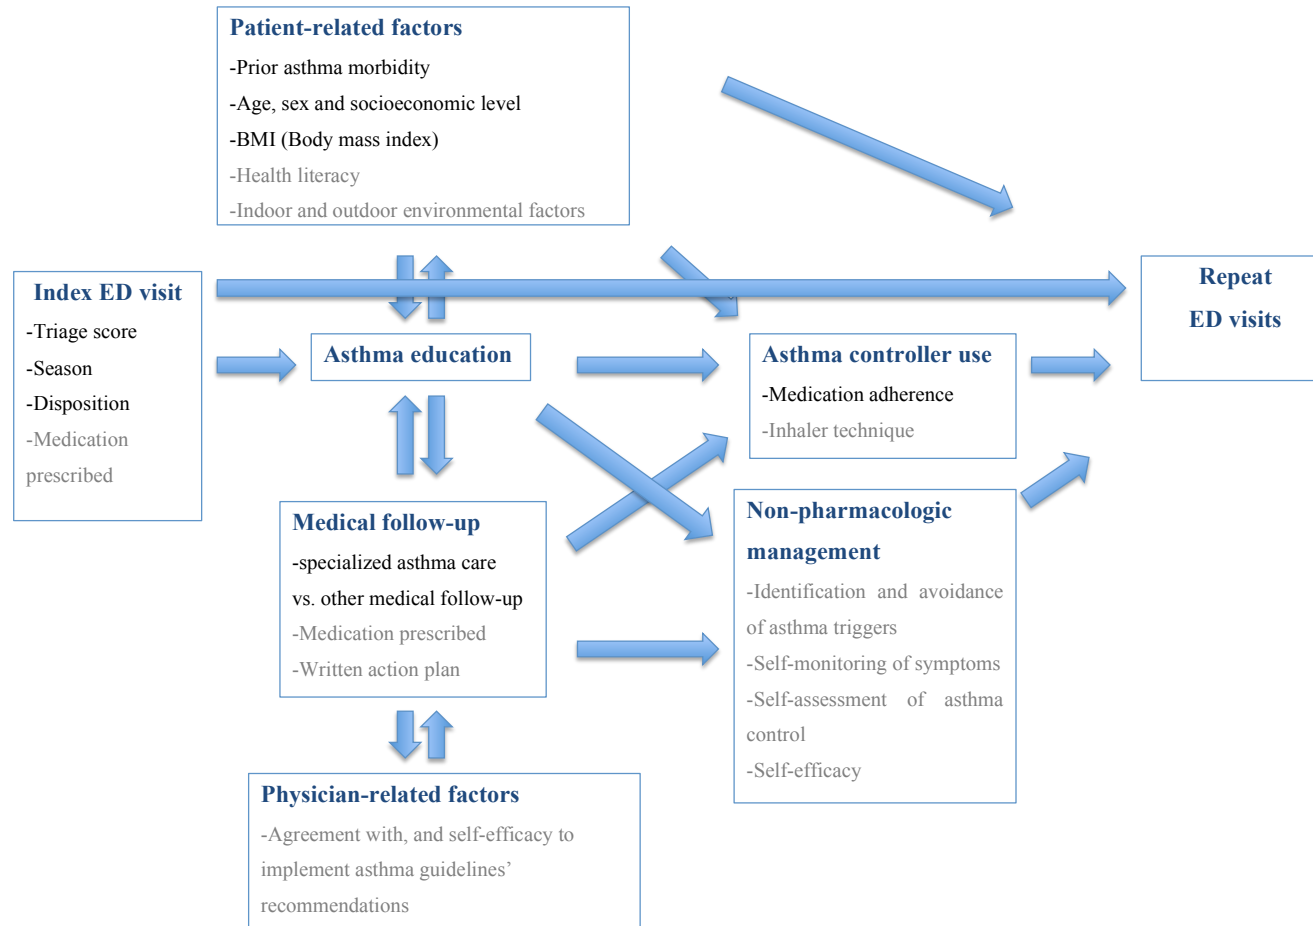 Patient-related factors
-Prior asthma morbidity
-Age, sex and socioeconomic level
-BMI (Body mass index)
-Health literacy
-Indoor and outdoor environmental factors
Index ED visit
-Triage score
-Season
-Disposition
-Medication
prescribed
Asthma education
Asthma controller use
-Medication adherence
-Inhaler technique
Repeat
ED visits
Medical follow-up
-specialized asthma care
vs. other medical follow-up
-Medication prescribed
-Written action plan
Non-pharmacologic
management
-Identification and avoidance
of asthma triggers
-Self-monitoring of symptoms
-Self-assessment of asthma
control
-Self-efficacy
Physician-related factors
-Agreement with, and self-efficacy to
implement asthma guidelines’
recommendations